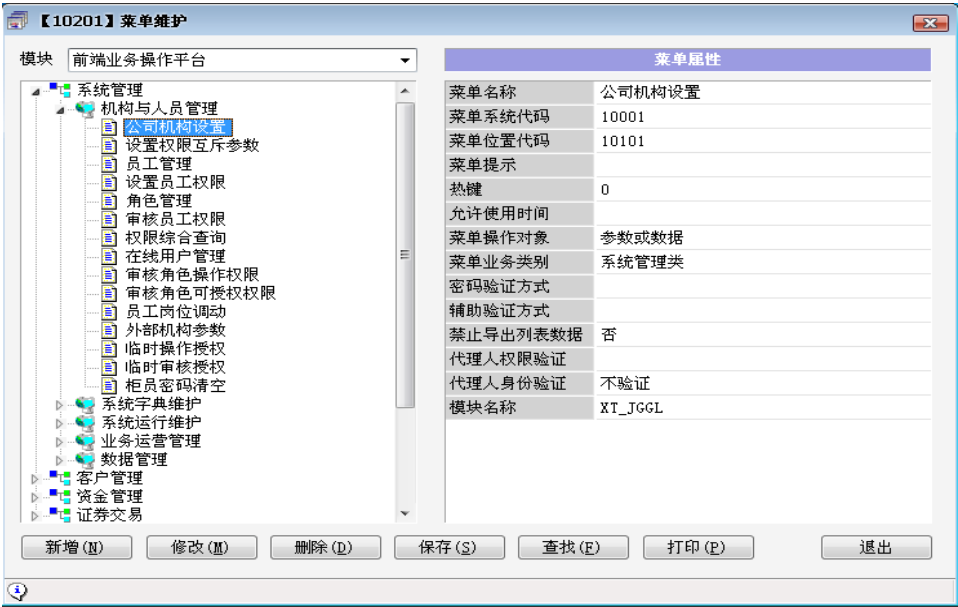 【10201】菜单维护
模块 前端业务操作平台
系统管理
机构与人员管理
公司机构设置
设置权限互斥参数
员工管理
设置员工权限
角色管理
审核员工权限
权限综合查询
在线用户管理
审核角色操作权限
审核角色可授权权限
员工岗位调动
外部机构参数
临时操作授权
临时审核授权
柜员密码清空
系统字典维护
系统运行维护
业务运营管理
数据管理
客户管理
资金管理
证券交易
菜单属性
菜单名称 公司机构设置
菜单系统代码 10001
菜单位置代码 10101
菜单提示
热键 0
允许使用时间
菜单操作对象 参数或数据
菜单业务类别 系统管理类
密码验证方式
辅助验证方式
禁止导出列表数据 否
代理人权限验证
代理人身份验证 不验证
模块名称 XT_JGGL
新增(N) 修改(M) 删除(D) 保存(S) 查找(F) 打印(P) 退出